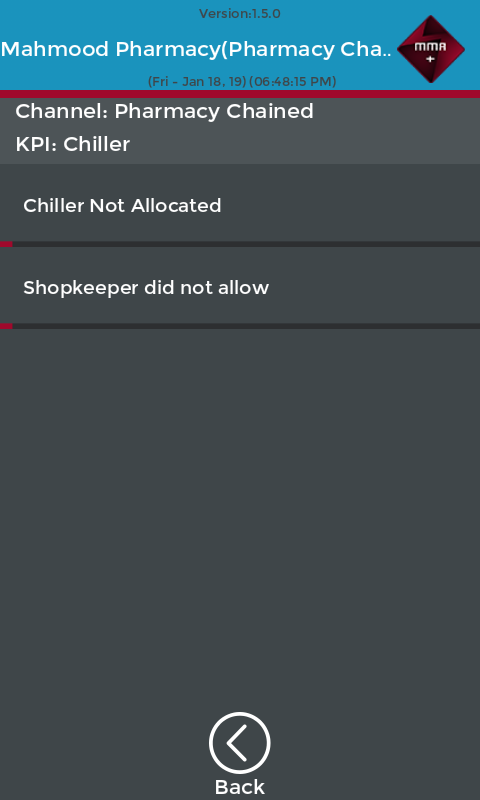 Version:1.5.0
Mahmood Pharmacy(Pharmacy Cha..
MMA
+
(Fri - Jan 18, 19) (06:48:15 PM)
Channel: Pharmacy Chained
KPI: Chiller
Chiller Not Allocated
Shopkeeper did not allow
Back